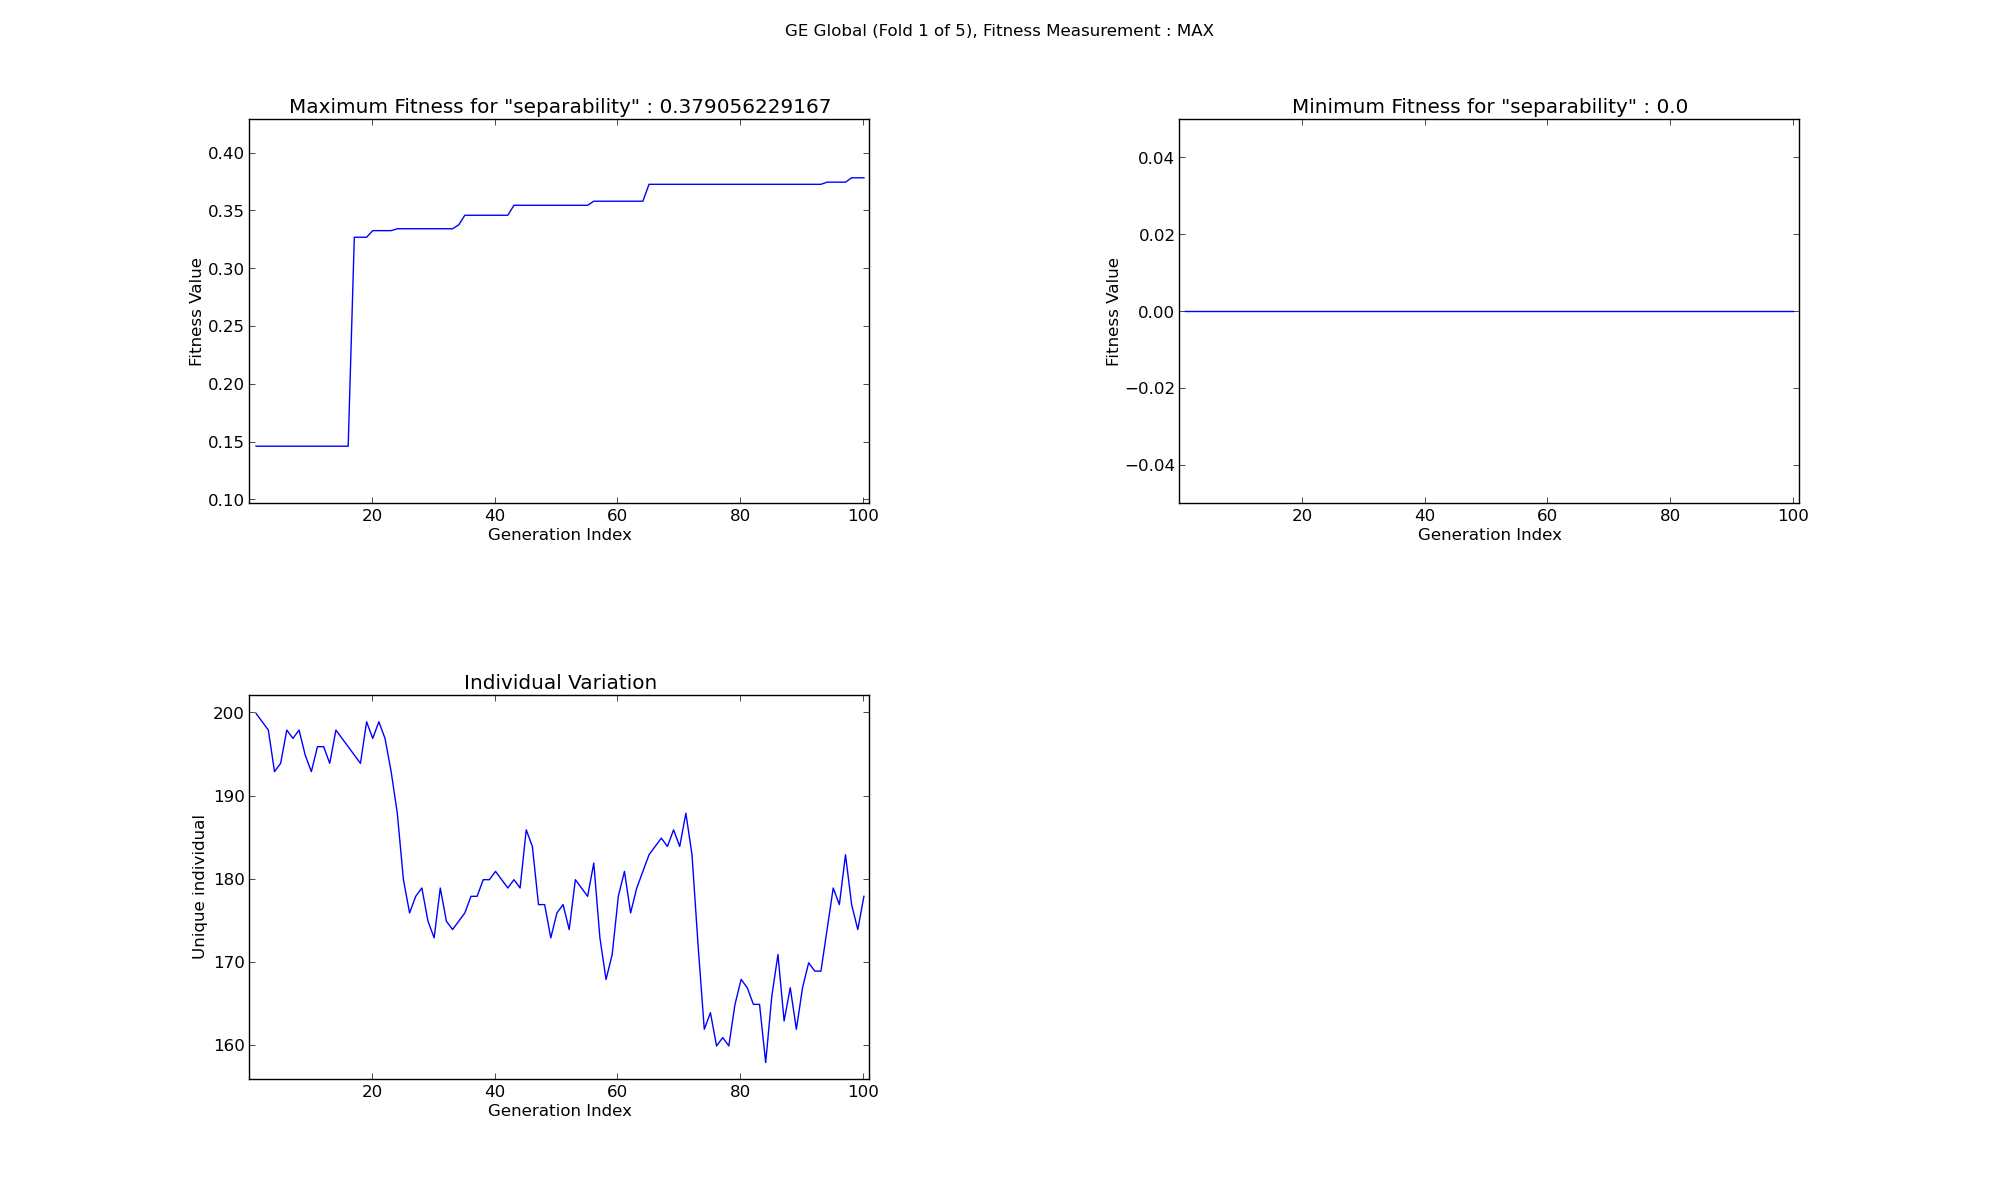 GE Global (Fold 1 of 5), Fitness Measurement : MAX
Maximum Fitness for "separability" : 0.379056229167
0.40
0.35
0.30
0.25
0.20
0.15
0.10
Fitness Value
20 40 60 80 100
Generation Index
Minimum Fitness for "separability" : 0.0
0.04
0.02
0.00
−0.02
−0.04
Fitness Value
20 40 60 80 100
Generation Index
Individual Variation
200
190
180
170
160
Unique individual
20 40 60 80 100
Generation Index